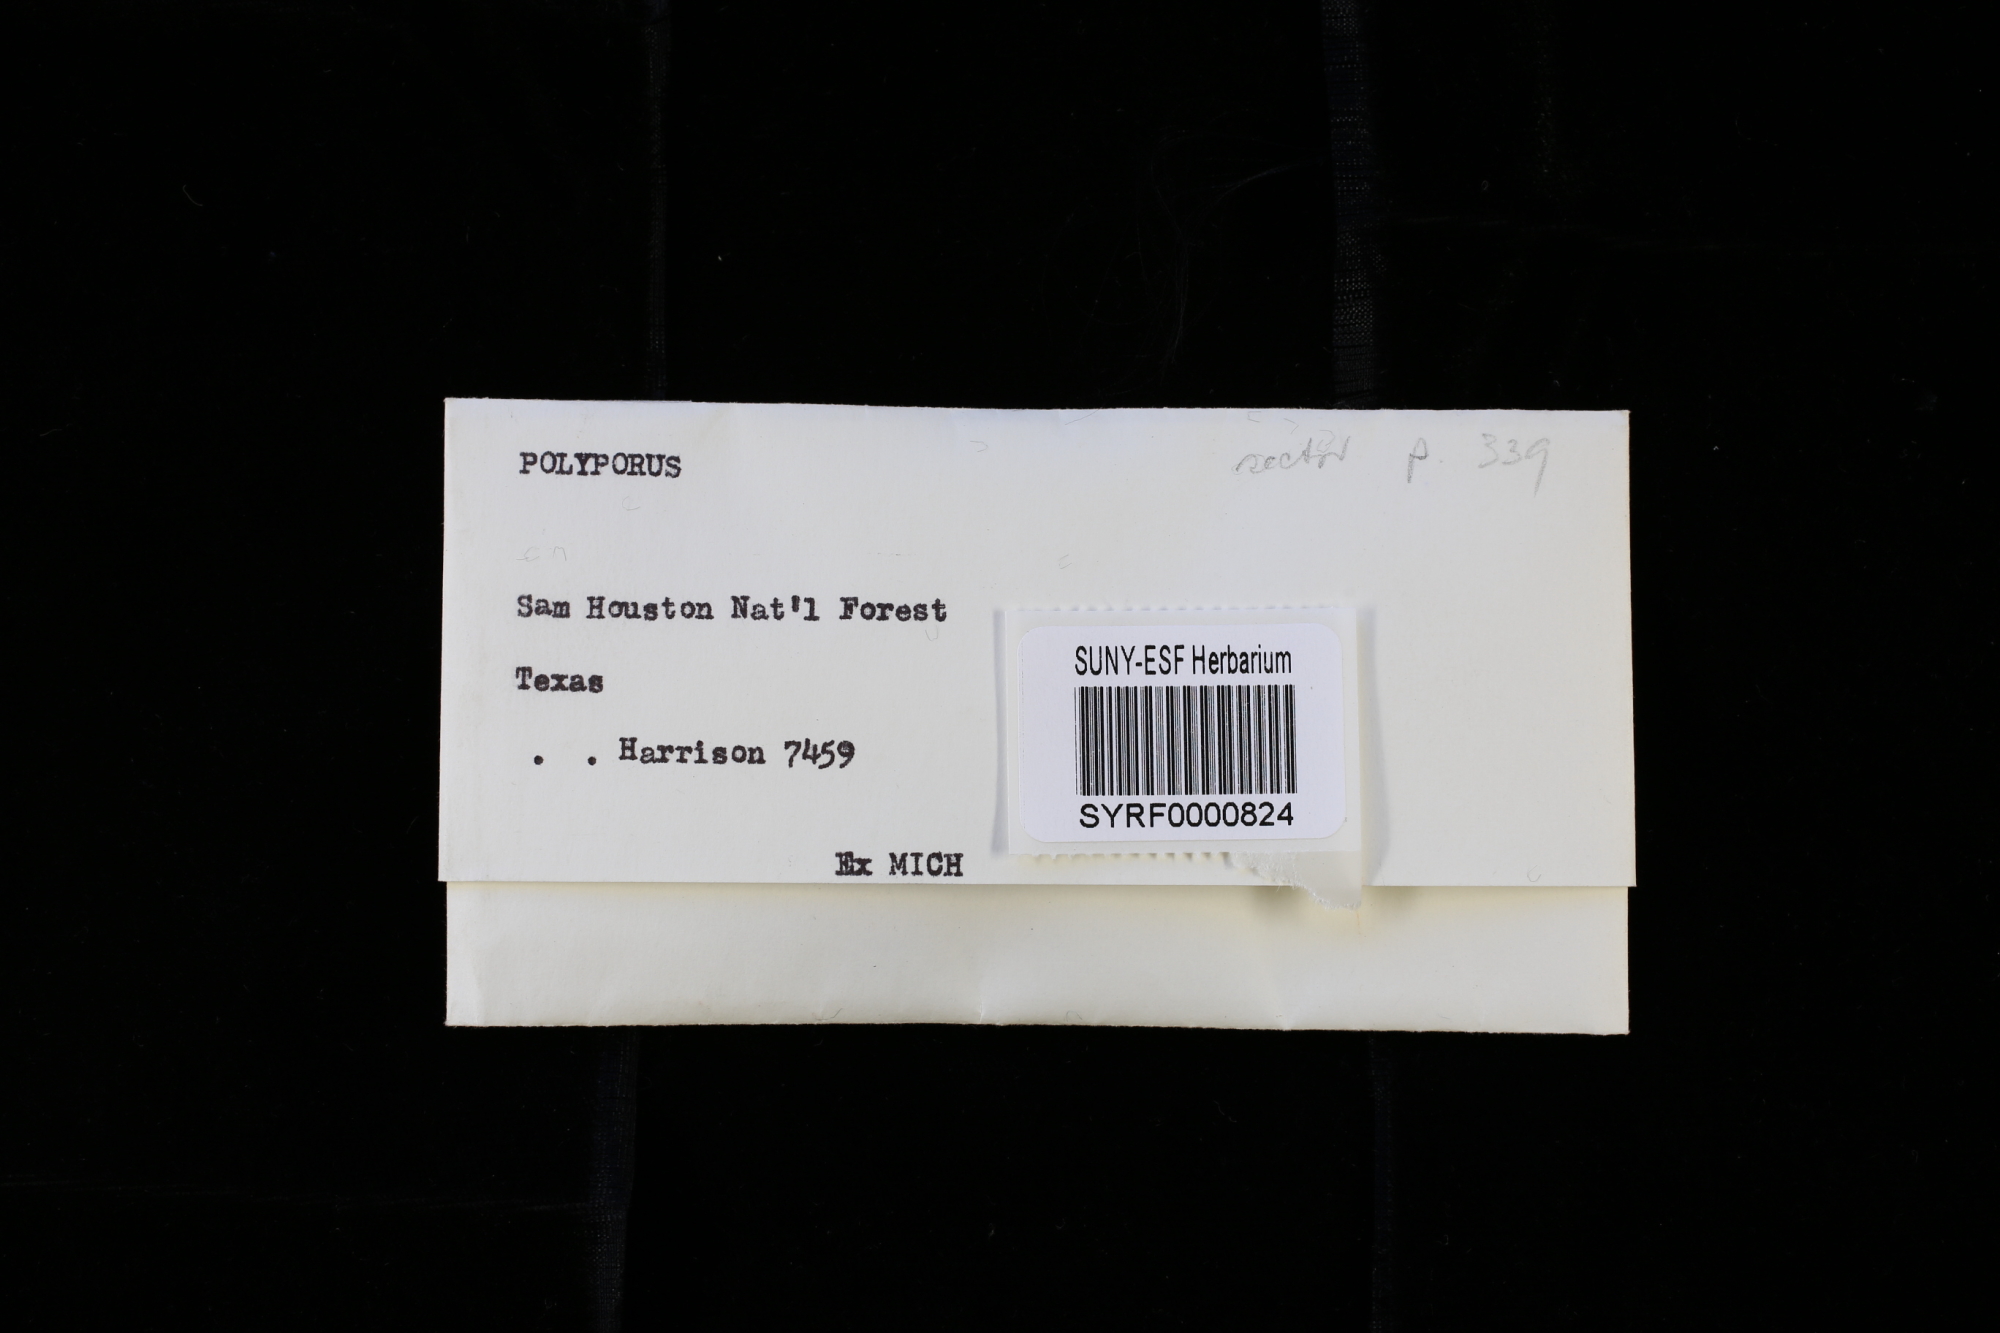 POLYPORUS
p. 339
Sam Houston Nat'l Forest
Texas
. . Harrison 7459
Ex MICH
SUNY-ESF Herbarium
SYRF0000824